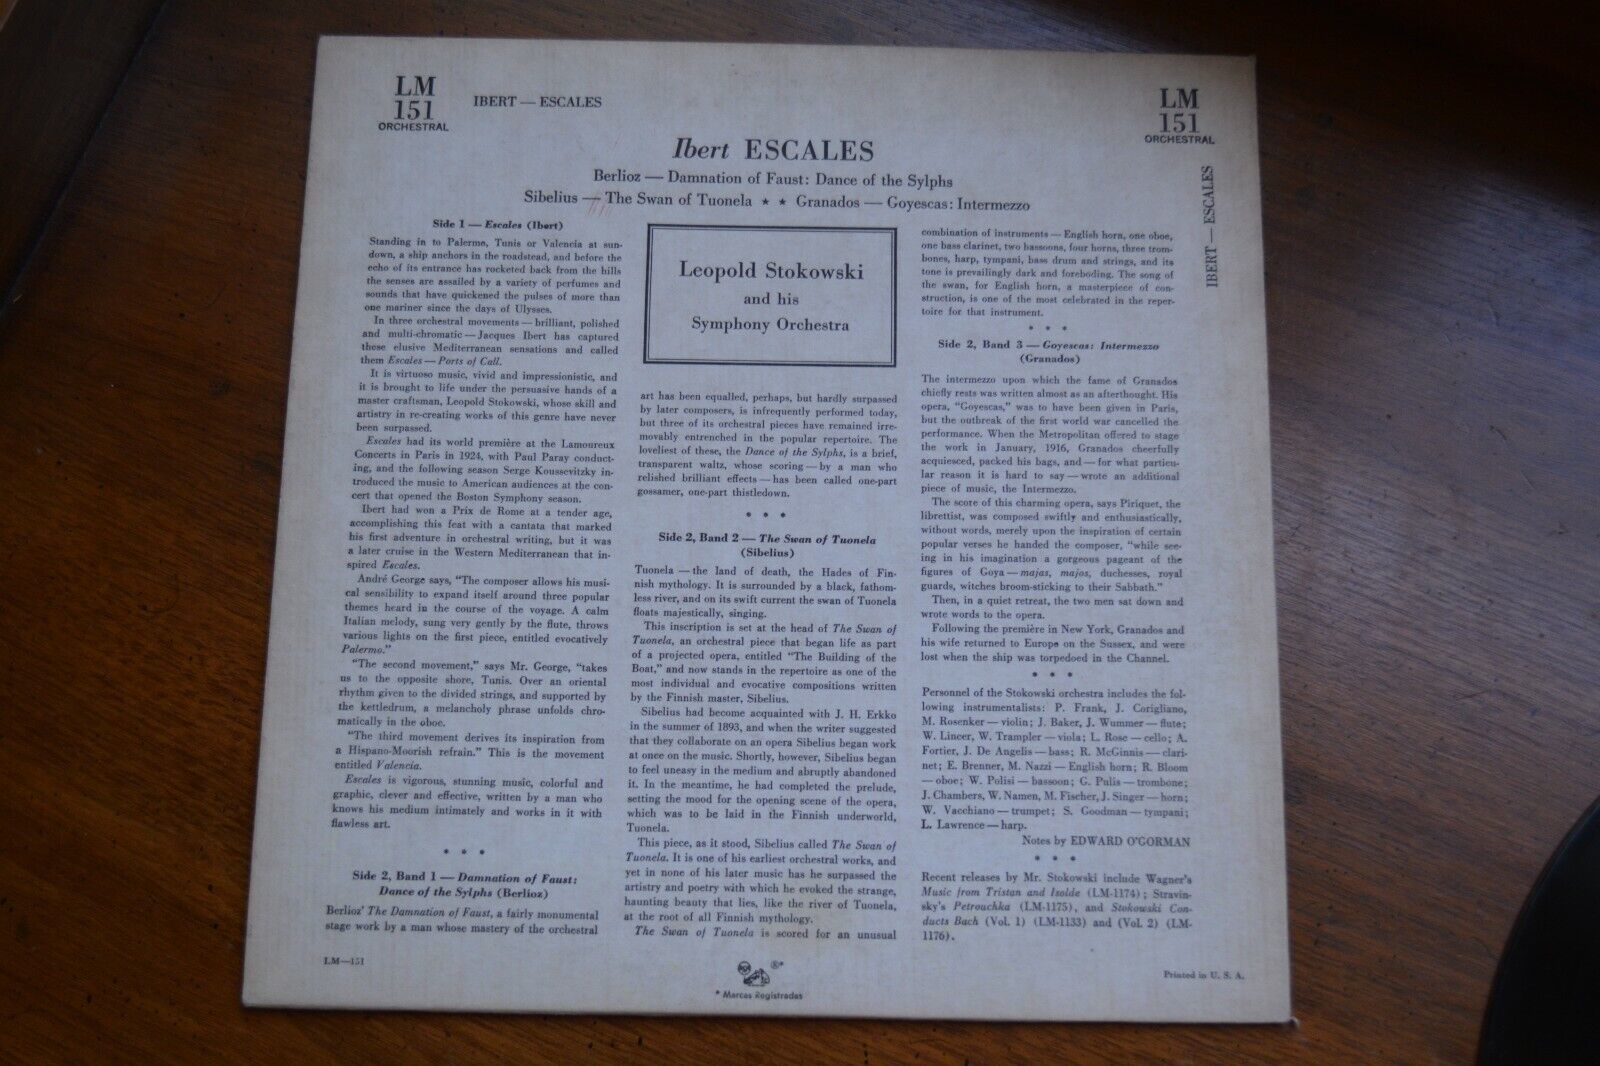 LM
151
ORCHESTRAL
IBERT — ESCALES
LM
151
ORCHESTRAL
IBERT — ESCALES
Ibert ESCALES
Berlioz — Damnation of Faust: Dance of the Sylphs
Sibelius — The Swan of Tuonela ★ ★ Granados — Goyescas: Intermezzo
Side 1 — Escales (Ibert)
Standing in to Palermo, Tunis or Valencia at sun-
down, a ship anchors in the roadstead, and before the
echo of its entrance has rocketed back from the hills
the senses are assailed by a variety of perfumes and
sounds that have quickened the pulses of more than
one mariner since the days of Ulysses.
In three orchestral movements — brilliant, polished
and multi-chromatic — Jacques Ibert has captured
these elusive Mediterranean sensations and called
them Escales — Ports of Call.
It is virtuoso music, vivid and impressionistic, and
it is brought to life under the persuasive hands of a
master craftsman, Leopold Stokowski, whose skill and
artistry in re-creating works of this genre have never
been surpassed.
Escales had its world première at the Lamoureux
Concerts in Paris in 1924, with Paul Paray conduct-
ing, and the following season Serge Koussevitzky in-
troduced the music to American audiences at the con-
cert that opened the Boston Symphony season.
Ibert had won a Prix de Rome at a tender age,
accomplishing this feat with a cantata that marked
his first adventure in orchestral writing, but it was
a later cruise in the Western Mediterranean that in-
spired Escales.
André George says, "The composer allows his musi-
cal sensibility to expand itself around three popular
themes heard in the course of the voyage. A calm
Italian melody, sung very gently by the flute, throws
various lights on the first piece, entitled evocatively
Palermo."
"The second movement," says Mr. George, "takes
us to the opposite shore, Tunis. Over an oriental
rhythm given to the divided strings, and supported by
the kettledrum, a melancholy phrase unfolds chro-
matically in the oboe.
"The third movement derives its inspiration from
a Hispano-Moorish refrain." This is the movement
entitled Valencia.
Escales is vigorous, stunning music, colorful and
graphic, clever and effective, written by a man who
knows his medium intimately and works in it with
flawless art.
* * *
Side 2, Band 1 — Damnation of Faust:
Dance of the Sylphs (Berlioz)
Berlioz' The Damnation of Faust, a fairly monumental
stage work by a man whose mastery of the orchestral
LM—151
Leopold Stokowski
and his
Symphony Orchestra
art has been equalled, perhaps, but hardly surpassed
by later composers, is infrequently performed today,
but three of its orchestral pieces have remained irre-
movably entrenched in the popular repertoire. The
loveliest of these, the Dance of the Sylphs, is a brief,
transparent waltz, whose scoring — by a man who
relished brilliant effects — has been called one-part
gossamer, one-part thistledown.
* * *
Side 2, Band 2 — The Swan of Tuonela
(Sibelius)
Tuonela — the land of death, the Hades of Fin-
nish mythology. It is surrounded by a black, fathom-
less river, and on its swift current the swan of Tuonela
floats majestically, singing.
This inscription is set at the head of The Swan of
Tuonela, an orchestral piece that began life as part
of a projected opera, entitled "The Building of the
Boat," and now stands in the repertoire as one of the
most individual and evocative compositions written
by the Finnish master, Sibelius.
Sibelius had become acquainted with J. H. Erkko
in the summer of 1893, and when the writer suggested
that they collaborate on an opera Sibelius began work
at once on the music. Shortly, however, Sibelius began
to feel uneasy in the medium and abruptly abandoned
it. In the meantime, he had completed the prelude,
setting the mood for the opening scene of the opera,
which was to be laid in the Finnish underworld,
Tuonela.
This piece, as it stood, Sibelius called The Swan of
Tuonela. It is one of his earliest orchestral works, and
yet in none of his later music has he surpassed the
artistry and poetry with which he evoked the strange,
haunting beauty that lies, like the river of Tuonela,
at the root of all Finnish mythology.
The Swan of Tuonela is scored for an unusual
combination of instruments — English horn, one oboe,
one bass clarinet, two bassoons, four horns, three trom-
bones, harp, tympani, bass drum and strings, and its
tone is prevailingly dark and foreboding. The song of
the swan, for English horn, a masterpiece of con-
struction, is one of the most celebrated in the reper-
toire for that instrument.
* * *
Side 2, Band 3 — Goyescas: Intermezzo
(Granados)
The intermezzo upon which the fame of Granados
chiefly rests was written almost as an afterthought. His
opera, "Goyescas," was to have been given in Paris,
but the outbreak of the first world war cancelled the
performance. When the Metropolitan offered to stage
the work in January, 1916, Granados cheerfully
acquiesced, packed his bags, and — for what particu-
lar reason it is hard to say — wrote an additional
piece of music, the Intermezzo.
The score of this charming opera, says Piriquet, the
librettist, was composed swiftly and enthusiastically,
without words, merely upon the inspiration of certain
popular verses he handed the composer, "while see-
ing in his imagination a gorgeous pageant of the
figures of Goya — majas, majos, duchesses, royal
guards, witches broom-sticking to their Sabbath."
Then, in a quiet retreat, the two men sat down and
wrote words to the opera.
Following the première in New York, Granados and
his wife returned to Europe on the Sussex, and were
lost when the ship was torpedoed in the Channel.
* * *
Personnel of the Stokowski orchestra includes the fol-
lowing instrumentalists: P. Frank, J. Corigliano,
M. Rosenker — violin; J. Baker, J. Wummer — flute;
W. Lincer, W. Trampler — viola; L. Rose — cello; A.
Fortier, J. De Angelis — bass; R. McGinnis — clari-
net; E. Brenner, M. Nazzi — English horn; R. Bloom
— oboe; W. Polisi — bassoon; G. Pulis — trombone;
J. Chambers, W. Namen, M. Fischer, J. Singer — horn;
W. Vacchiano — trumpet; S. Goodman — tympani;
L. Lawrence — harp.
Notes by EDWARD O'GORMAN
* * *
Recent releases by Mr. Stokowski include Wagner's
Music from Tristan and Isolde (LM-1174); Stravin-
sky's Petrouchka (LM-1175), and Stokowski Con-
ducts Bach (Vol. 1) (LM-1133) and (Vol. 2) (LM-
1176).
RCA ®*
* Marcas Registradas
Printed in U. S. A.